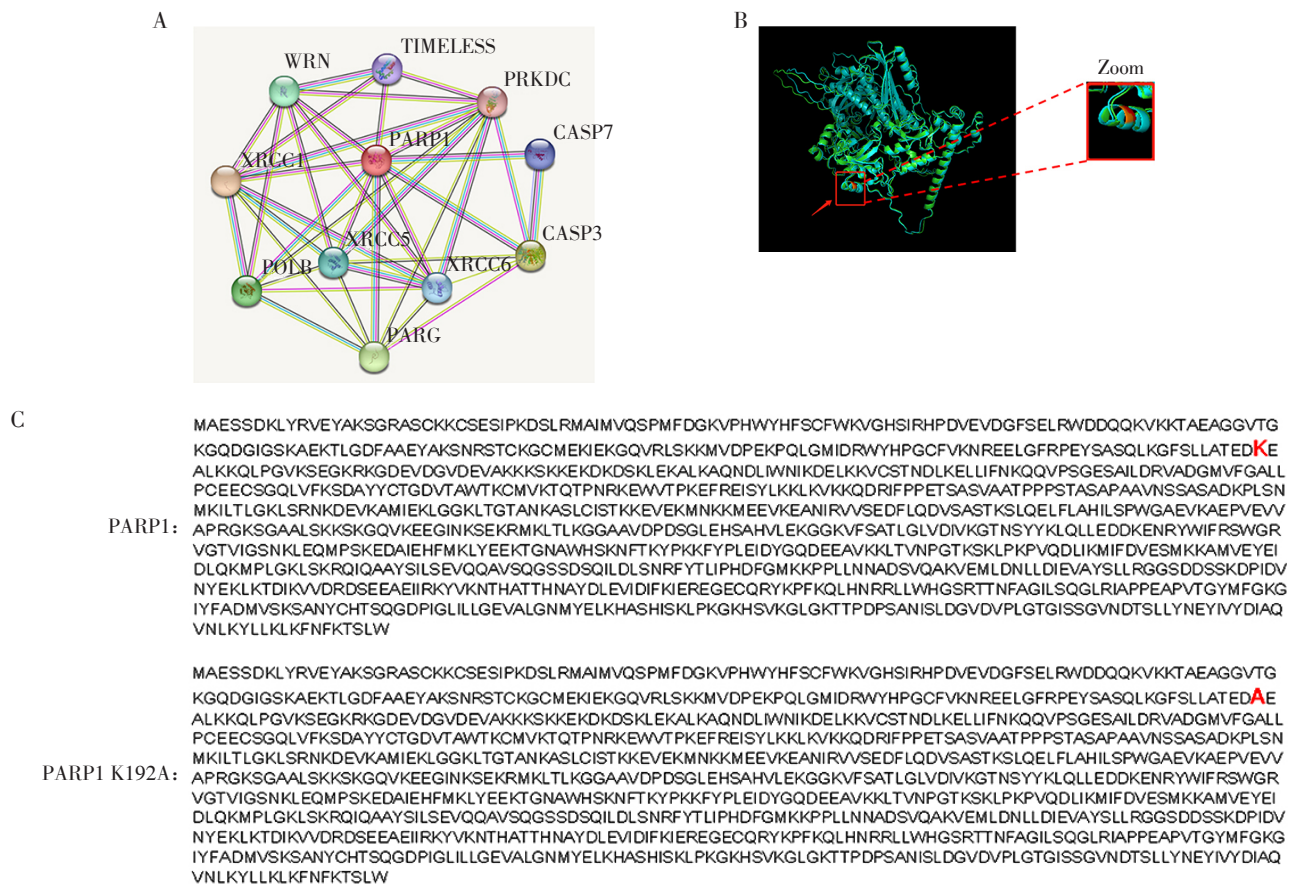 A
B
WRN
TIMELESS
PRKDC
Zoom
PARP1
CASP7
XRCC1
CASP3
XRCC5
POLB
XRCC6
PARG
C
MAESSDKLYRVEYAKSGRASCKKCSESIPKDSLRMAIMVQSPMFDGKVPHWYHFSCFWKVGHSIRHPDVEVDGFSELRWDDQQKVKKTAEAGGVTG
KGQDGIGSKAEKTLGDFAAEYAKSNRSTCKGCMEKIEKGQVRLSKKMVDPEKPQLGMIDRWYHPGCFVKNREELGFRPEYSASQLKGFSLLATEDKE
ALKKQLPGVKSEGKRKGDEVDGVDEVAKKKSKKEKDKDSKLEKALKAQNDLIWNIKDELKKVCSTNDLKELLIFNKQQVPSGESAILDRVADGMVFGALL
PCEECSGQLVFKSDAYYCTGDVTAWTKCMVKTQTPNRKEWVTPKEFREISYLKKLKVKKQDRIFPPETSASVAATPPPSTASAPAAVNSSASADKPLSN
MKILTLGKLSRNKDEVKAMIEKLGGKLTGTANKASLCISTKKEVEKMNKKMEEVKEANIRVVSEDFLQDVSASTKSLQELFLAHILSPWGAEVKAEPVEVV
PARP1:
APRGKSGAALSKKSKGQVKEEGINKSEKRMKLTLKGGAAVDPDSGLEHSAHVLEKGGKVFSATLGLVDIVKGTNSYYKLQLLEDDKENRYWIFRSWGR
VGTVIGSNKLEQMPSKEDAIEHFMKLYEEKTGNAWHSKNFTKYPKKFYPLEIDYGQDEEAVKKLTVNPGTKSKLPKPVQDLIKMIFDVESMKKAMVEYEI
DLQKMPLGKLSKRQIQAAYSILSEVQQAVSQGSSDSQILDLSNRFYTLIPHDFGMKKPPLLNNADSVQAKVEMLDNLLDIEVAYSLLRGGSDDSSKDPIDV
NYEKLKTDIKVVDRDSEEAEIIRKYVKNTHATTHNAYDLEVIDIFKIEREGECQRYKPFKQLHNRRLLWHGSRTTNFAGILSQGLRIAPPEAPVTGYMFGKG
IYFADMVSKSANYCHTSQGDPIGLILLGEVALGNMYELKHASHISKLPKGKHSVKGLGKTTPDPSANISLDGVDVPLGTGISSGVNDTSLLYNEYIVYDIAQ
VNLKYLLKLKFNFKTSLW
MAESSDKLYRVEYAKSGRASCKKCSESIPKDSLRMAIMVQSPMFDGKVPHWYHFSCFWKVGHSIRHPDVEVDGFSELRWDDQQKVKKTAEAGGVTG
KGQDGIGSKAEKTLGDFAAEYAKSNRSTCKGCMEKIEKGQVRLSKKMVDPEKPQLGMIDRWYHPGCFVKNREELGFRPEYSASQLKGFSLLATEDAE
ALKKQLPGVKSEGKRKGDEVDGVDEVAKKKSKKEKDKDSKLEKALKAQNDLIWNIKDELKKVCSTNDLKELLIFNKQQVPSGESAILDRVADGMVFGALL
PCEECSGQLVFKSDAYYCTGDVTAWTKCMVKTQTPNRKEWVTPKEFREISYLKKLKVKKQDRIFPPETSASVAATPPPSTASAPAAVNSSASADKPLSN
MKILTLGKLSRNKDEVKAMIEKLGGKLTGTANKASLCISTKKEVEKMNKKMEEVKEANIRVVSEDFLQDVSASTKSLQELFLAHILSPWGAEVKAEPVEVV
PARP1 K192A:
APRGKSGAALSKKSKGQVKEEGINKSEKRMKLTLKGGAAVDPDSGLEHSAHVLEKGGKVFSATLGLVDIVKGTNSYYKLQLLEDDKENRYWIFRSWGR
VGTVIGSNKLEQMPSKEDAIEHFMKLYEEKTGNAWHSKNFTKYPKKFYPLEIDYGQDEEAVKKLTVNPGTKSKLPKPVQDLIKMIFDVESMKKAMVEYEI
DLQKMPLGKLSKRQIQAAYSILSEVQQAVSQGSSDSQILDLSNRFYTLIPHDFGMKKPPLLNNADSVQAKVEMLDNLLDIEVAYSLLRGGSDDSSKDPIDV
NYEKLKTDIKVVDRDSEEAEIIRKYVKNTHATTHNAYDLEVIDIFKIEREGECQRYKPFKQLHNRRLLWHGSRTTNFAGILSQGLRIAPPEAPVTGYMFGKG
IYFADMVSKSANYCHTSQGDPIGLILLGEVALGNMYELKHASHISKLPKGKHSVKGLGKTTPDPSANISLDGVDVPLGTGISSGVNDTSLLYNEYIVYDIAQ
VNLKYLLKLKFNFKTSLW